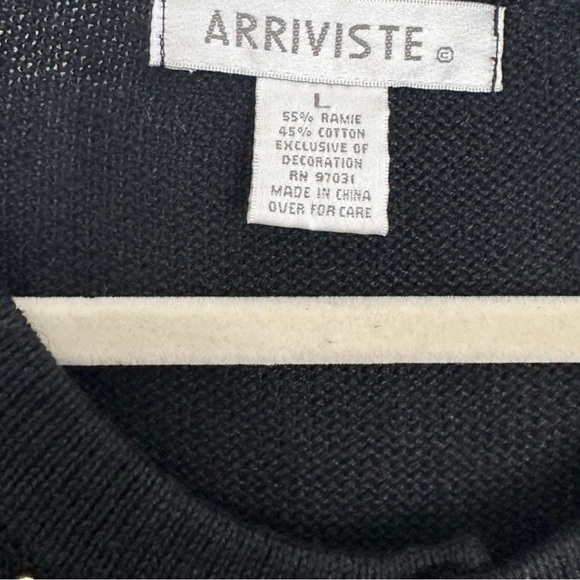 ARRIVISTE ©
L
55% RAMIE
45% COTTON
EXCLUSIVE OF
DECORATION
RN 97031
MADE IN CHINA
OVER FOR CARE